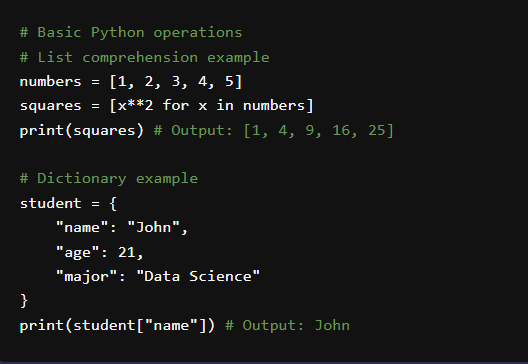 # Basic Python operations
# List comprehension example
numbers = [1, 2, 3, 4, 5]
squares = [x**2 for x in numbers]
print(squares) # Output: [1, 4, 9, 16, 25]

# Dictionary example
student = {
    "name": "John",
    "age": 21,
    "major": "Data Science"
}
print(student["name"]) # Output: John